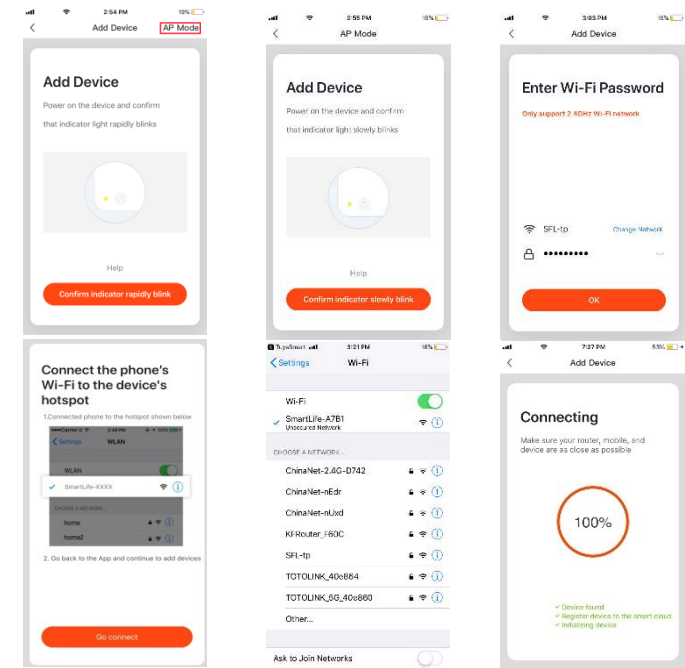 2:54 PM 19%
Add Device AP Mode
Add Device
Power on the device and confirm
that indicator light rapidly blinks
Help
Confirm indicator rapidly blink
2:55 PM
AP Mode
Add Device
Power on the device and confirm
that indicator light slowly blinks
Help
Confirm indicator slowly blink
Add Device
Enter Wi-Fi Password
Only support 2.4GHz Wi-Fi network
SFL-tp Change Network
OK
Connect the phone's
Wi-Fi to the device's
hotspot
1.Connected phone to the hotspot shown below
Settings WLAN
WLAN
SmartLife-XXXX
CHOOSE A NETWORK...
home
home2
2. Go back to the App and continue to add devices
Go connect
TuyaSmart 3:21 PM
Settings Wi-Fi
Wi-Fi
SmartLife-A7B1
Unsecured Network
CHOOSE A NETWORK...
ChinaNet-2.4G-D742
ChinaNet-nEdr
ChinaNet-nUxd
KFRouter_F60C
SFL-tp
TOTOLINK_40e864
TOTOLINK_5G_40e860
Other...
Ask to Join Networks
7:27 PM 53%
Add Device
Connecting
Make sure your router, mobile, and
device are as close as possible
100%
Device found
Register device to the smart cloud
Initializing device